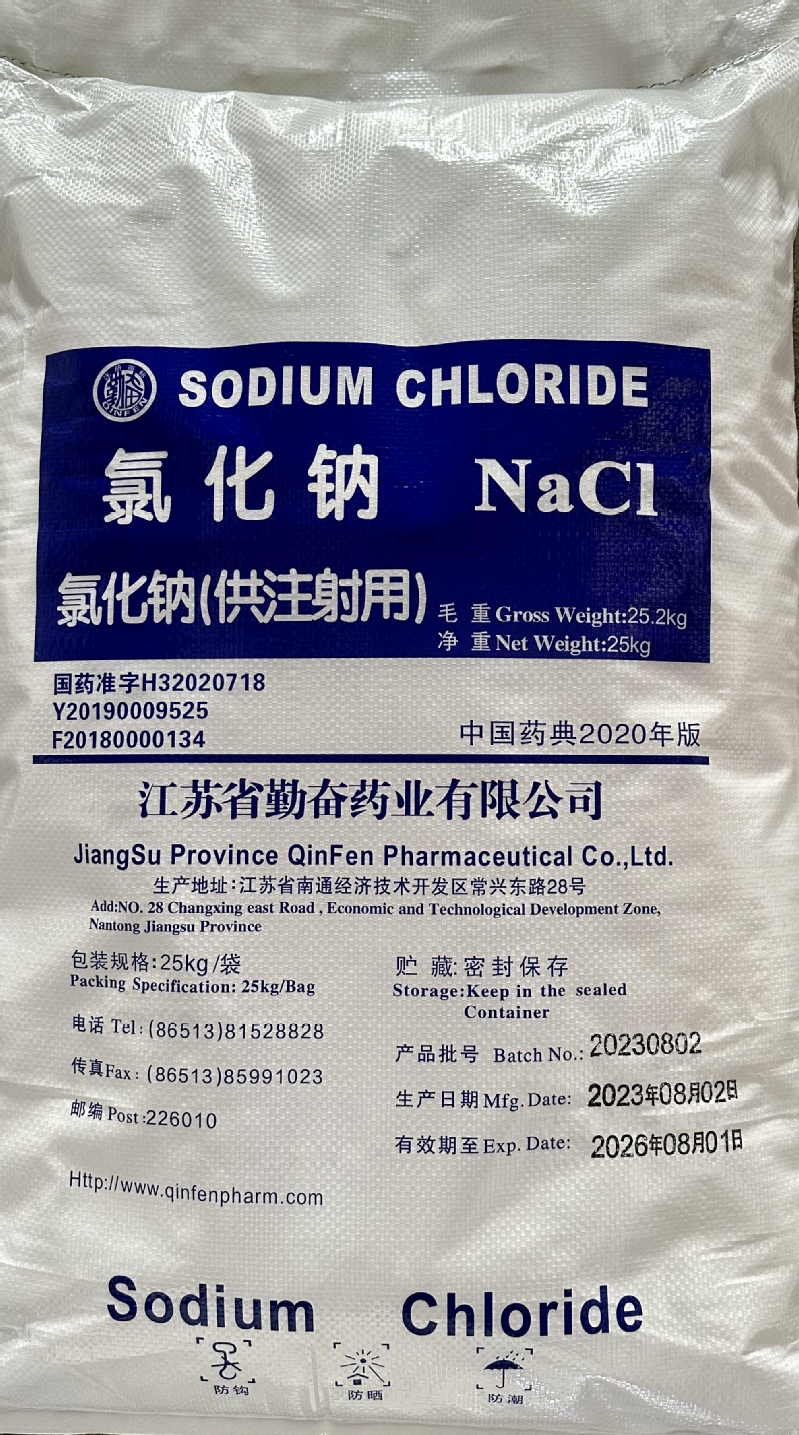 QINFEN
SODIUM CHLORIDE
氯化钠 NaCl
氯化钠(供注射用)
毛 重 Gross Weight:25.2kg
净 重 Net Weight:25kg
国药准字H32020718
Y20190009525
F20180000134
中国药典2020年版
江苏省勤奋药业有限公司
JiangSu Province QinFen Pharmaceutical Co.,Ltd.
生产地址:江苏省南通经济技术开发区常兴东路28号
Add:NO. 28 Changxing east Road , Economic and Technological Development Zone,
Nantong Jiangsu Province
包装规格:25kg/袋
Packing Specification: 25kg/Bag
电话 Tel: (86513)81528828
传真Fax: (86513)85991023
邮编 Post:226010
Http://www.qinfenpharm.com
贮 藏: 密封保存
Storage:Keep in the sealed
Container
产品批号 Batch No.: 20230802
生产日期 Mfg. Date: 2023年08月02日
有效期至 Exp. Date: 2026年08月01日
Sodium Chloride
防钩
防晒
防潮